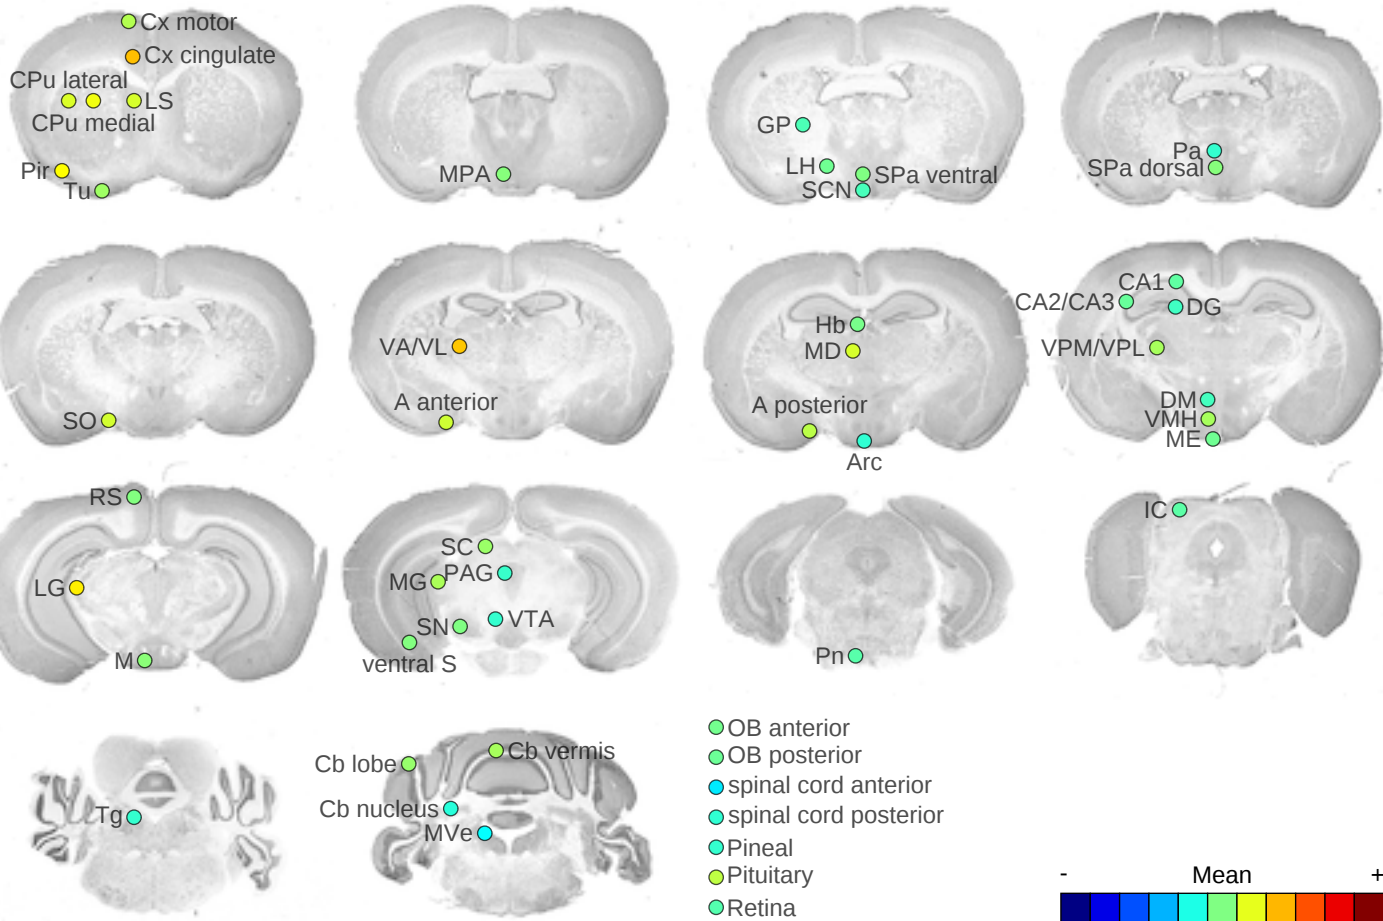 Cx motor
Cx cingulate
CPu lateral
LS
CPu medial
Pir
Tu
MPA
GP
LH
SPa ventral
SCN
Pa
SPa dorsal
SO
VA/VL
A anterior
Hb
MD
A posterior
Arc
CA1
CA2/CA3
DG
VPM/VPL
DM
VMH
ME
RS
LG
M
SC
MG
PAG
SN
VTA
ventral S
Pn
IC
Tg
Cb lobe
Cb vermis
Cb nucleus
MVe
OB anterior
OB posterior
spinal cord anterior
spinal cord posterior
Pineal
Pituitary
Retina
- Mean +